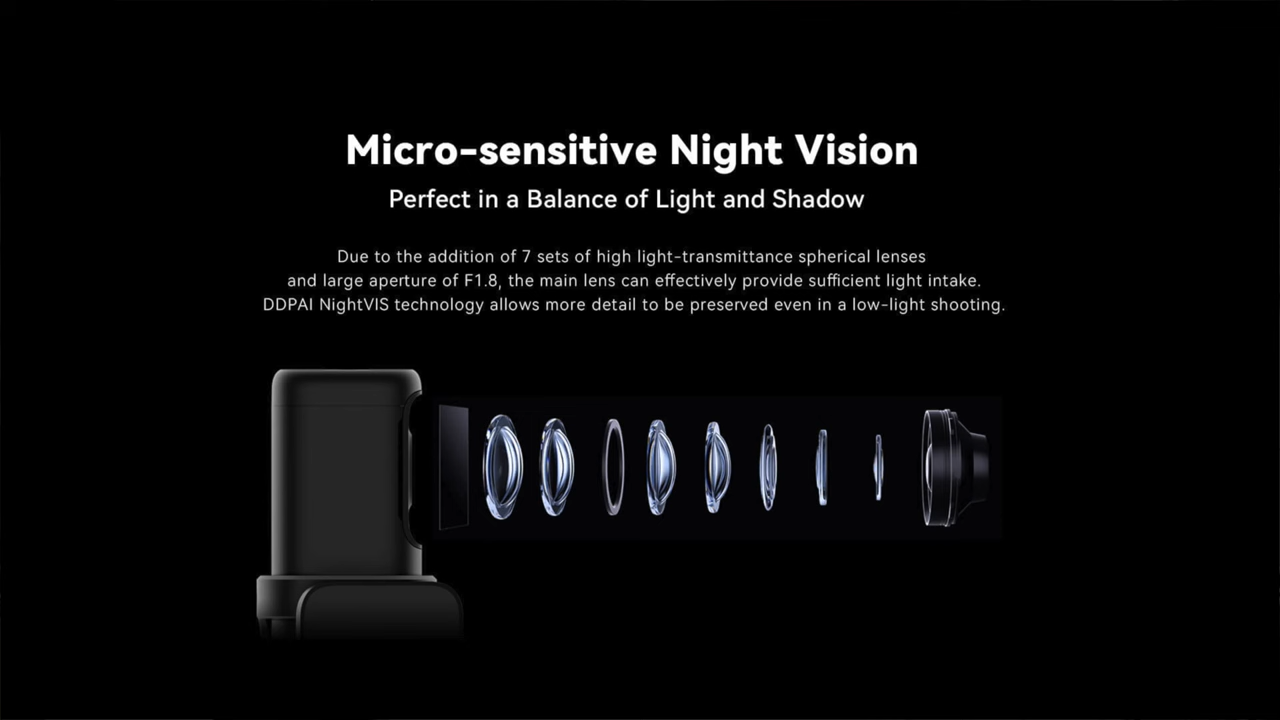 Micro-sensitive Night Vision
Perfect in a Balance of Light and Shadow
Due to the addition of 7 sets of high light-transmittance spherical lenses
and large aperture of F1.8, the main lens can effectively provide sufficient light intake.
DDPAI NightVIS technology allows more detail to be preserved even in a low-light shooting.